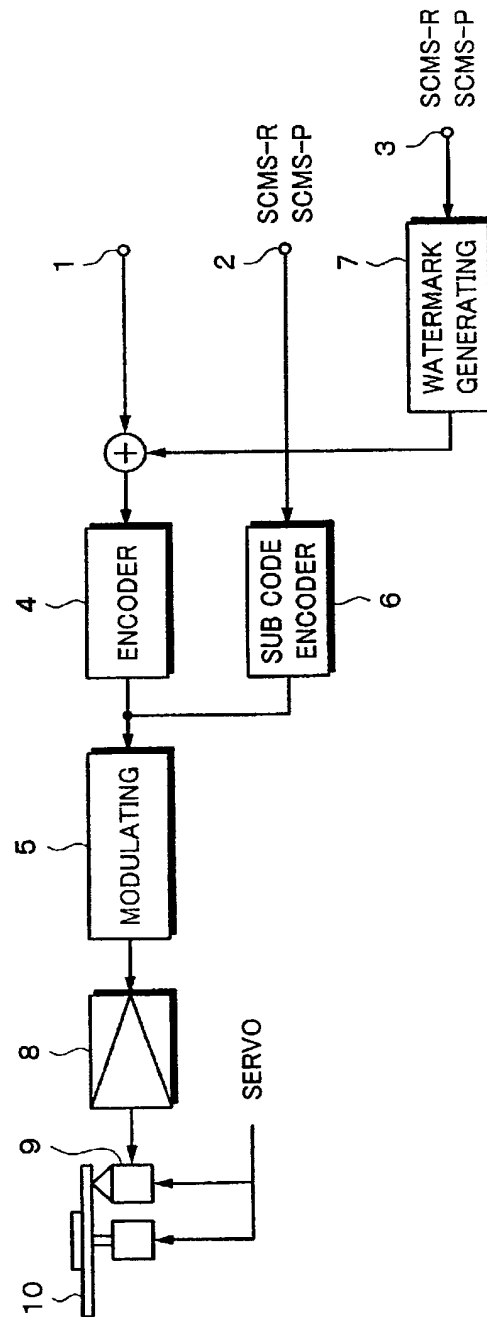 1
2
SCMS-R
SCMS-P
3
SCMS-R
SCMS-P
4
ENCODER
5
MODULATING
6
SUB CODE
ENCODER
7
WATERMARK
GENERATING
8
9
10
SERVO